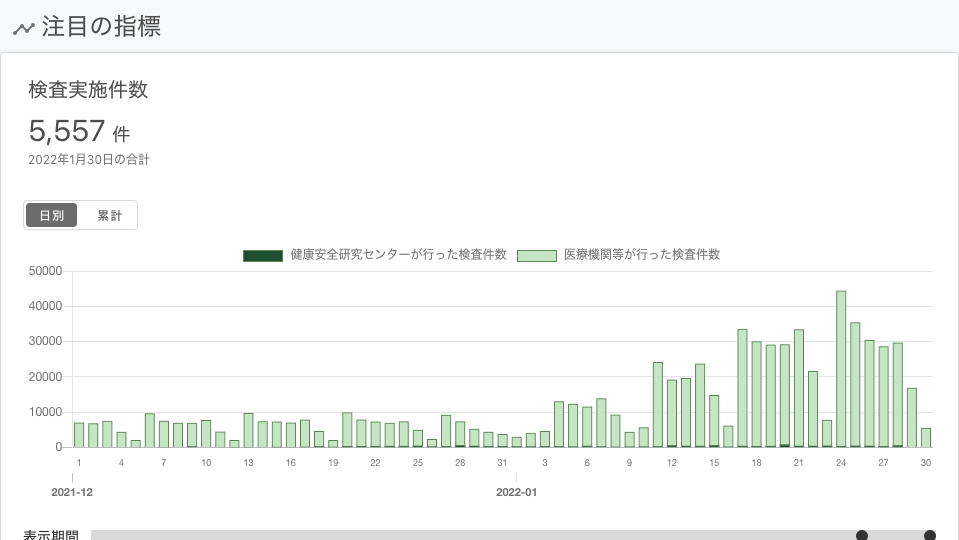 注目の指標
検査実施件数
5,557 件
2022年1月30日の合計
日別 累計
健康安全研究センターが行った検査件数 医療機関等が行った検査件数
50000
40000
30000
20000
10000
0
1 4 7 10 13 16 19 22 25 28 31 3 6 9 12 15 18 21 24 27 30
2021-12 2022-01
表示期間